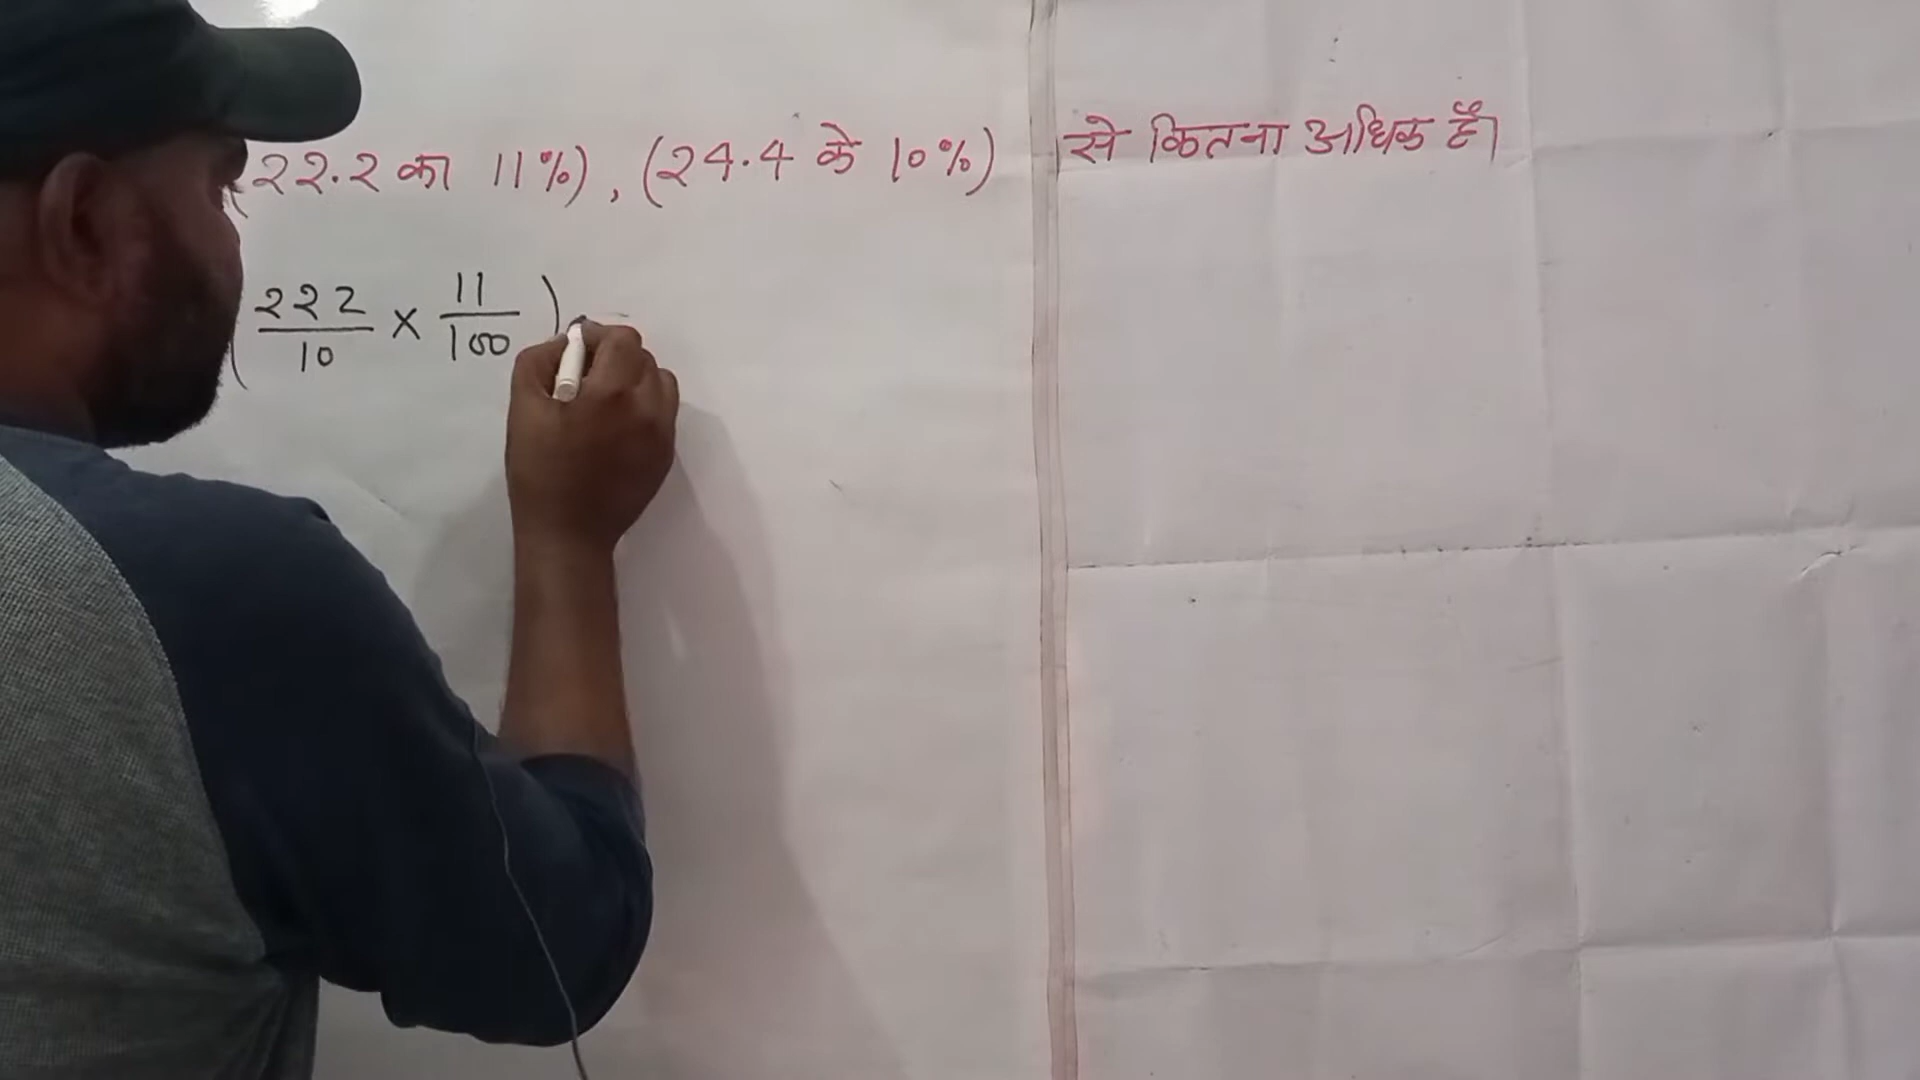 (22.2 का 11%), (24.4 के 10%) से कितना अधिक है।
(222/10 × 11/100)